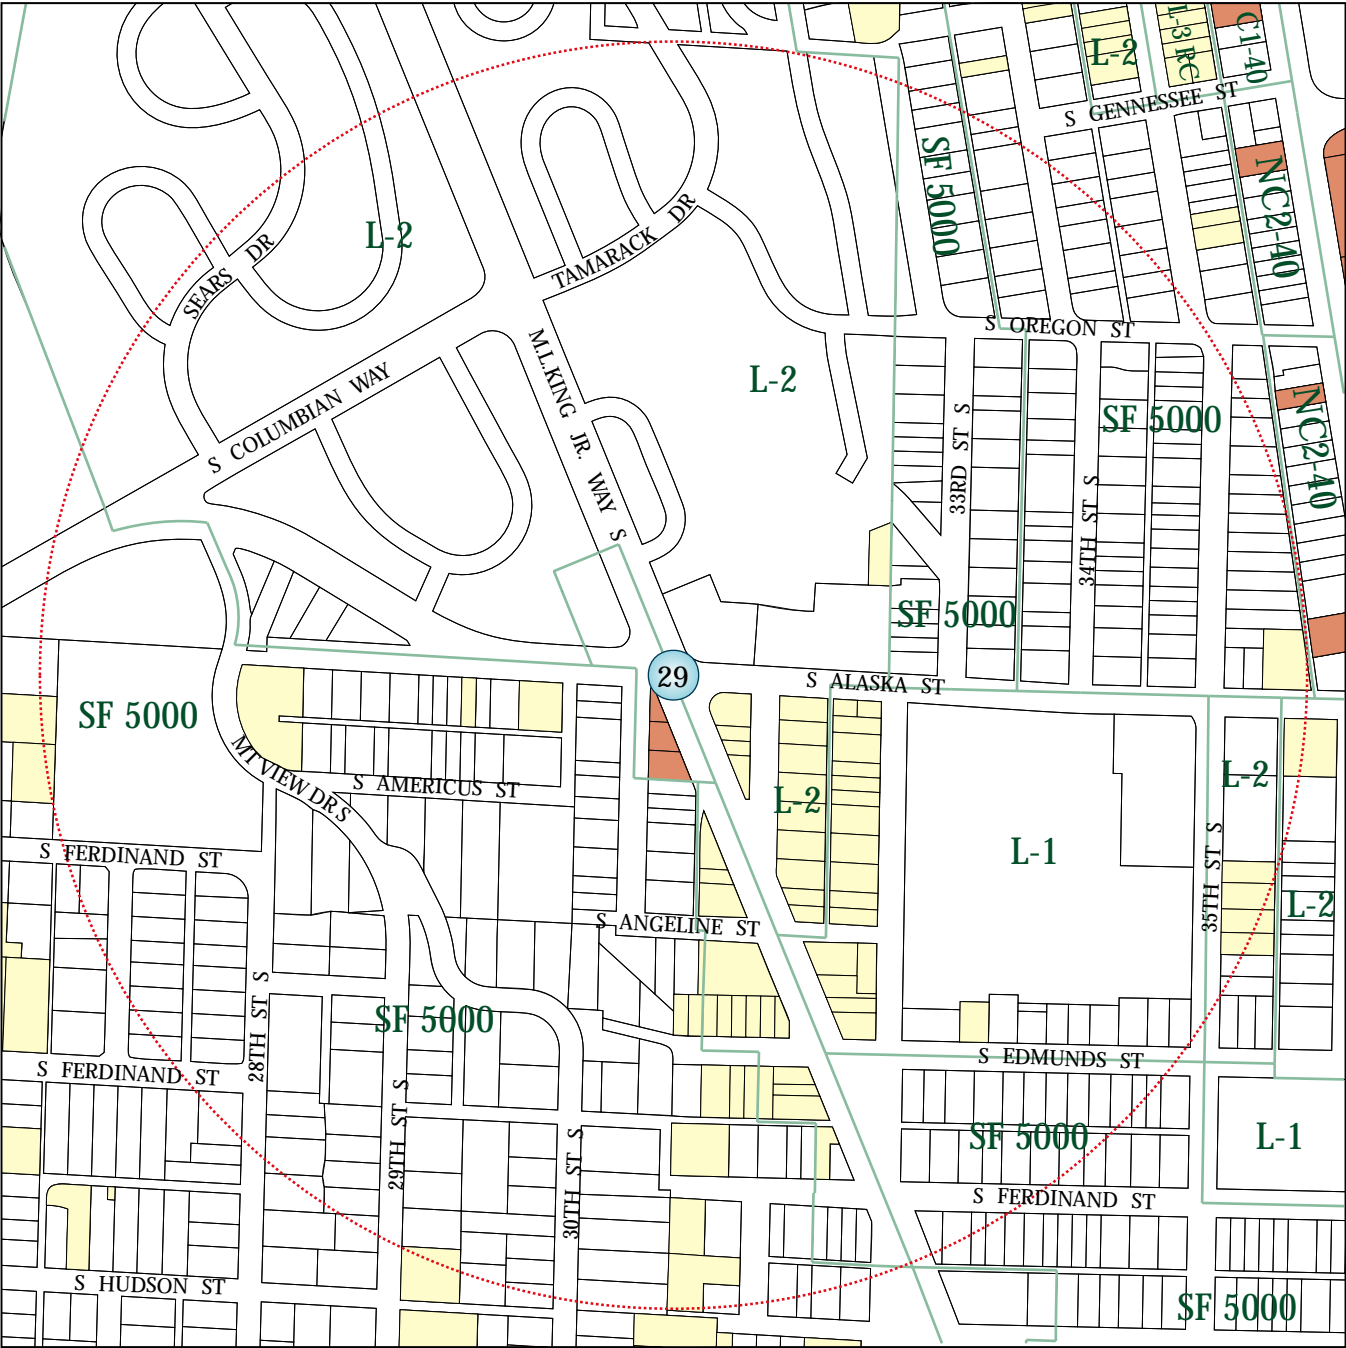 L-3 RC
C1-40
L-2
S GENNESSEE ST
SF 5000
NC2-40
L-2
TAMARACK DR
SEARS DR
S OREGON ST
M.L.KING JR. WAY S
L-2
S COLUMBIAN WAY
SF 5000
NC2-40
33RD ST S
34TH ST S
SF 5000
29
S ALASKA ST
SF 5000
MT VIEW DR S
S AMERICUS ST
L-2
L-2
L-1
35TH ST S
S FERDINAND ST
L-2
S ANGELINE ST
28TH ST S
SF 5000
S EDMUNDS ST
S FERDINAND ST
29TH ST S
30TH ST S
SF 5000
L-1
S FERDINAND ST
S HUDSON ST
SF 5000